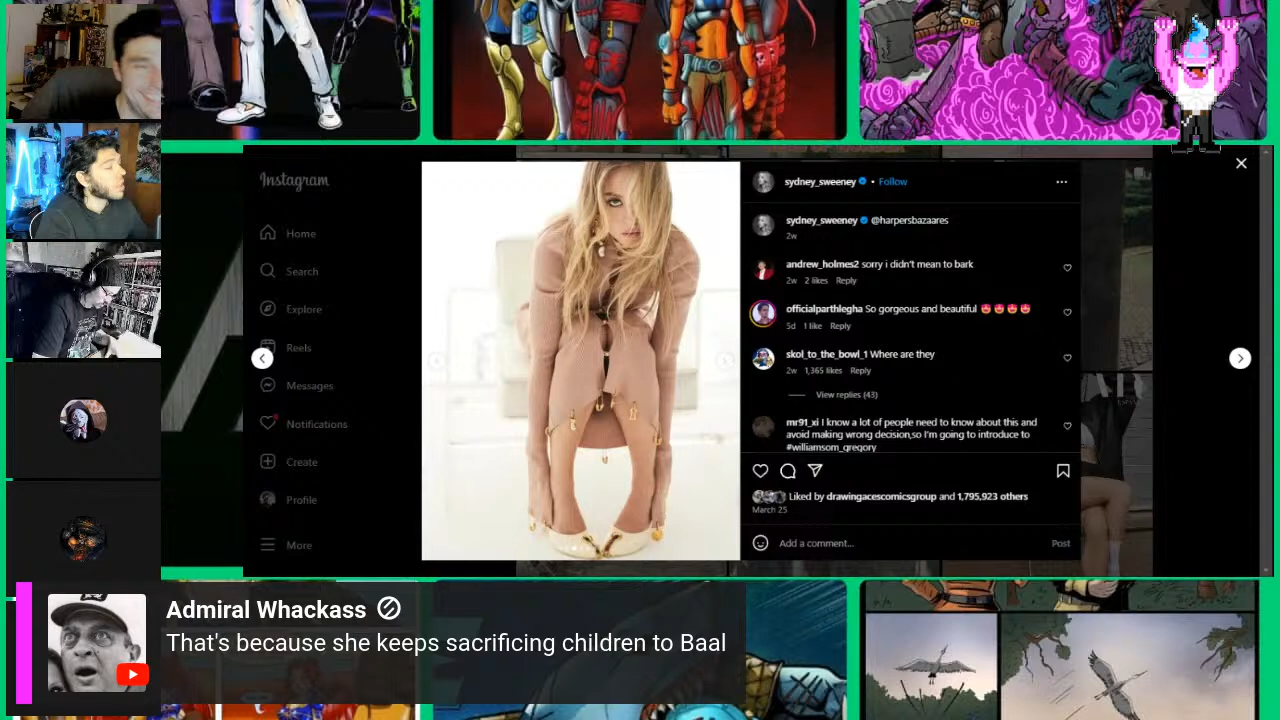 Instagram
Home
Search
Explore
Reels
Messages
Notifications
Create
Profile
More
sydney_sweeney • Follow
sydney_sweeney @harpersbazaares
2w
andrew_holmes2 sorry i didn't mean to bark
2w 2 likes Reply
officialparthlegha So gorgeous and beautiful 😍😍😍😍
5d 1 like Reply
skol_to_the_bowl_1 Where are they
2w 1,365 likes Reply
View replies (43)
mr91_xi I know a lot of people need to know about this and
avoid making wrong decision,so I'm going to introduce to
#williamsom_gregory
Liked by drawingacescomicsgroup and 1,795,923 others
March 25
Add a comment... Post
Admiral Whackass
That's because she keeps sacrificing children to Baal